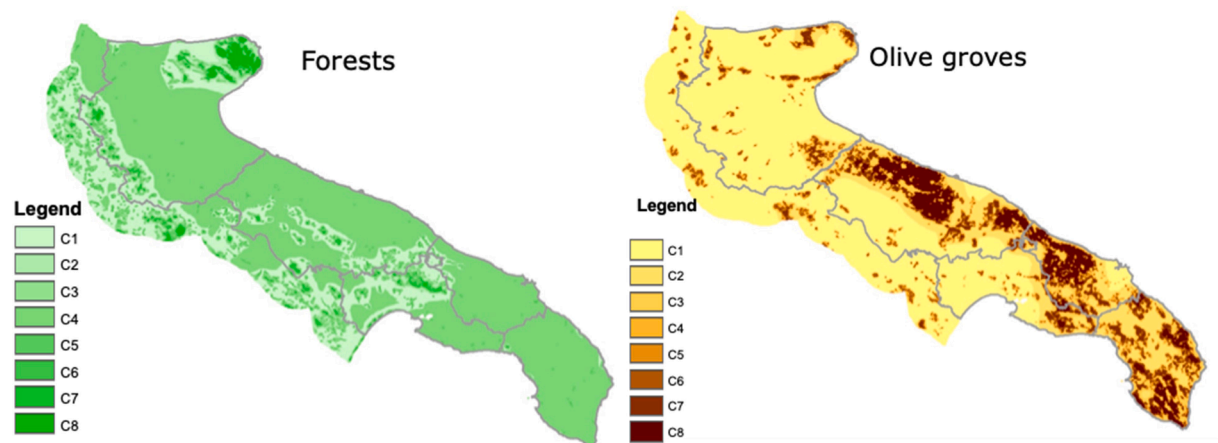 Forests
Legend
C1
C2
C3
C4
C5
C6
C7
C8
Olive groves
Legend
C1
C2
C3
C4
C5
C6
C7
C8